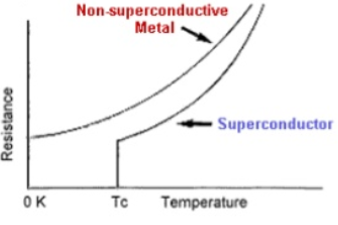 Non-superconductive
Metal
Superconductor
Resistance
0 K
Tc
Temperature